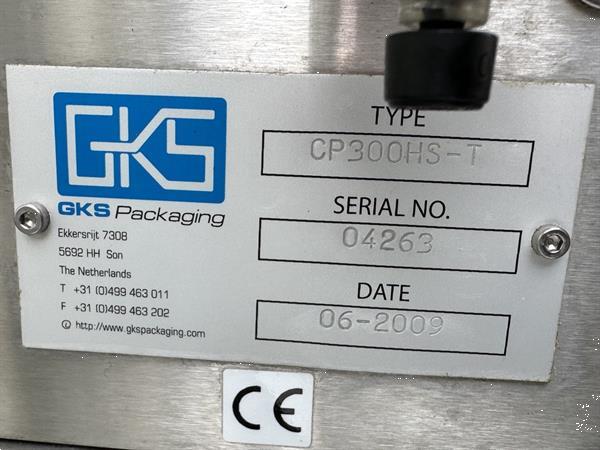 GKS
GKS Packaging
Ekkersrijt 7308
5692 HH Son
The Netherlands
T +31 (0)499 463 011
F +31 (0)499 463 202
http://www.gkspackaging.com
TYPE
CP300HS-T
SERIAL NO.
04263
DATE
06-2009
CE